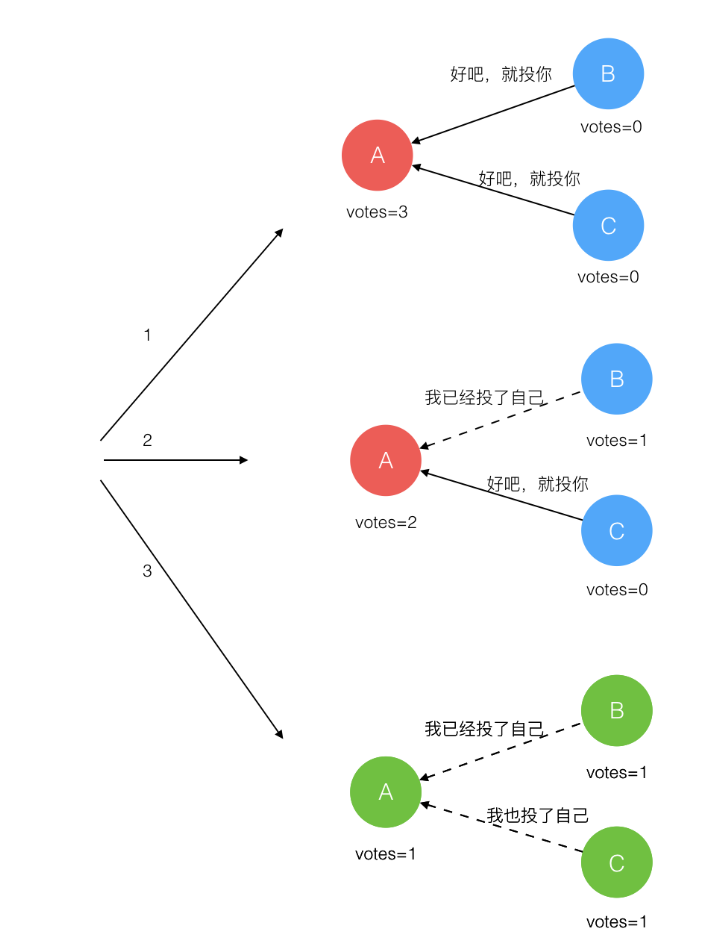 好吧，就投你
B
votes=0
A
好吧，就投你
votes=3
C
votes=0
1
B
我已经投了自己
2
votes=1
A
好吧，就投你
votes=2
C
3
votes=0
B
我已经投了自己
votes=1
A
我也投了自己
votes=1
C
votes=1